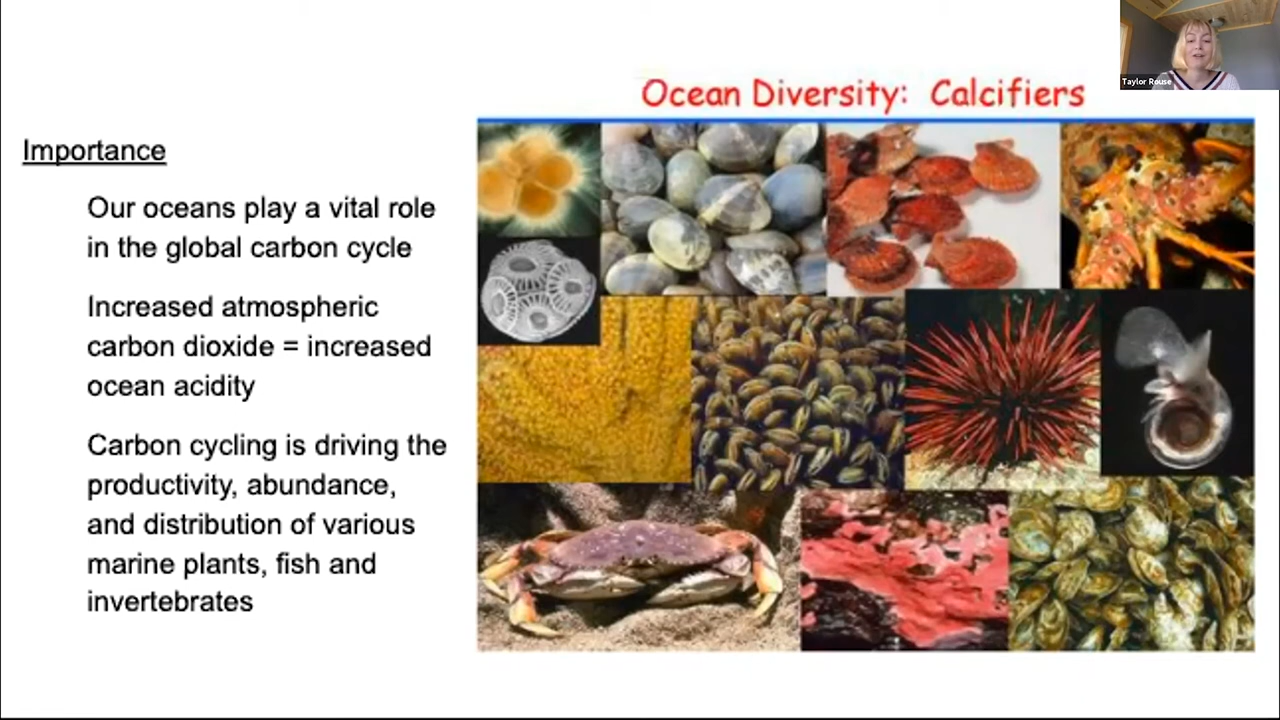 Taylor Rouse
Ocean Diversity: Calcifiers
Importance
Our oceans play a vital role
in the global carbon cycle
Increased atmospheric
carbon dioxide = increased
ocean acidity
Carbon cycling is driving the
productivity, abundance,
and distribution of various
marine plants, fish and
invertebrates